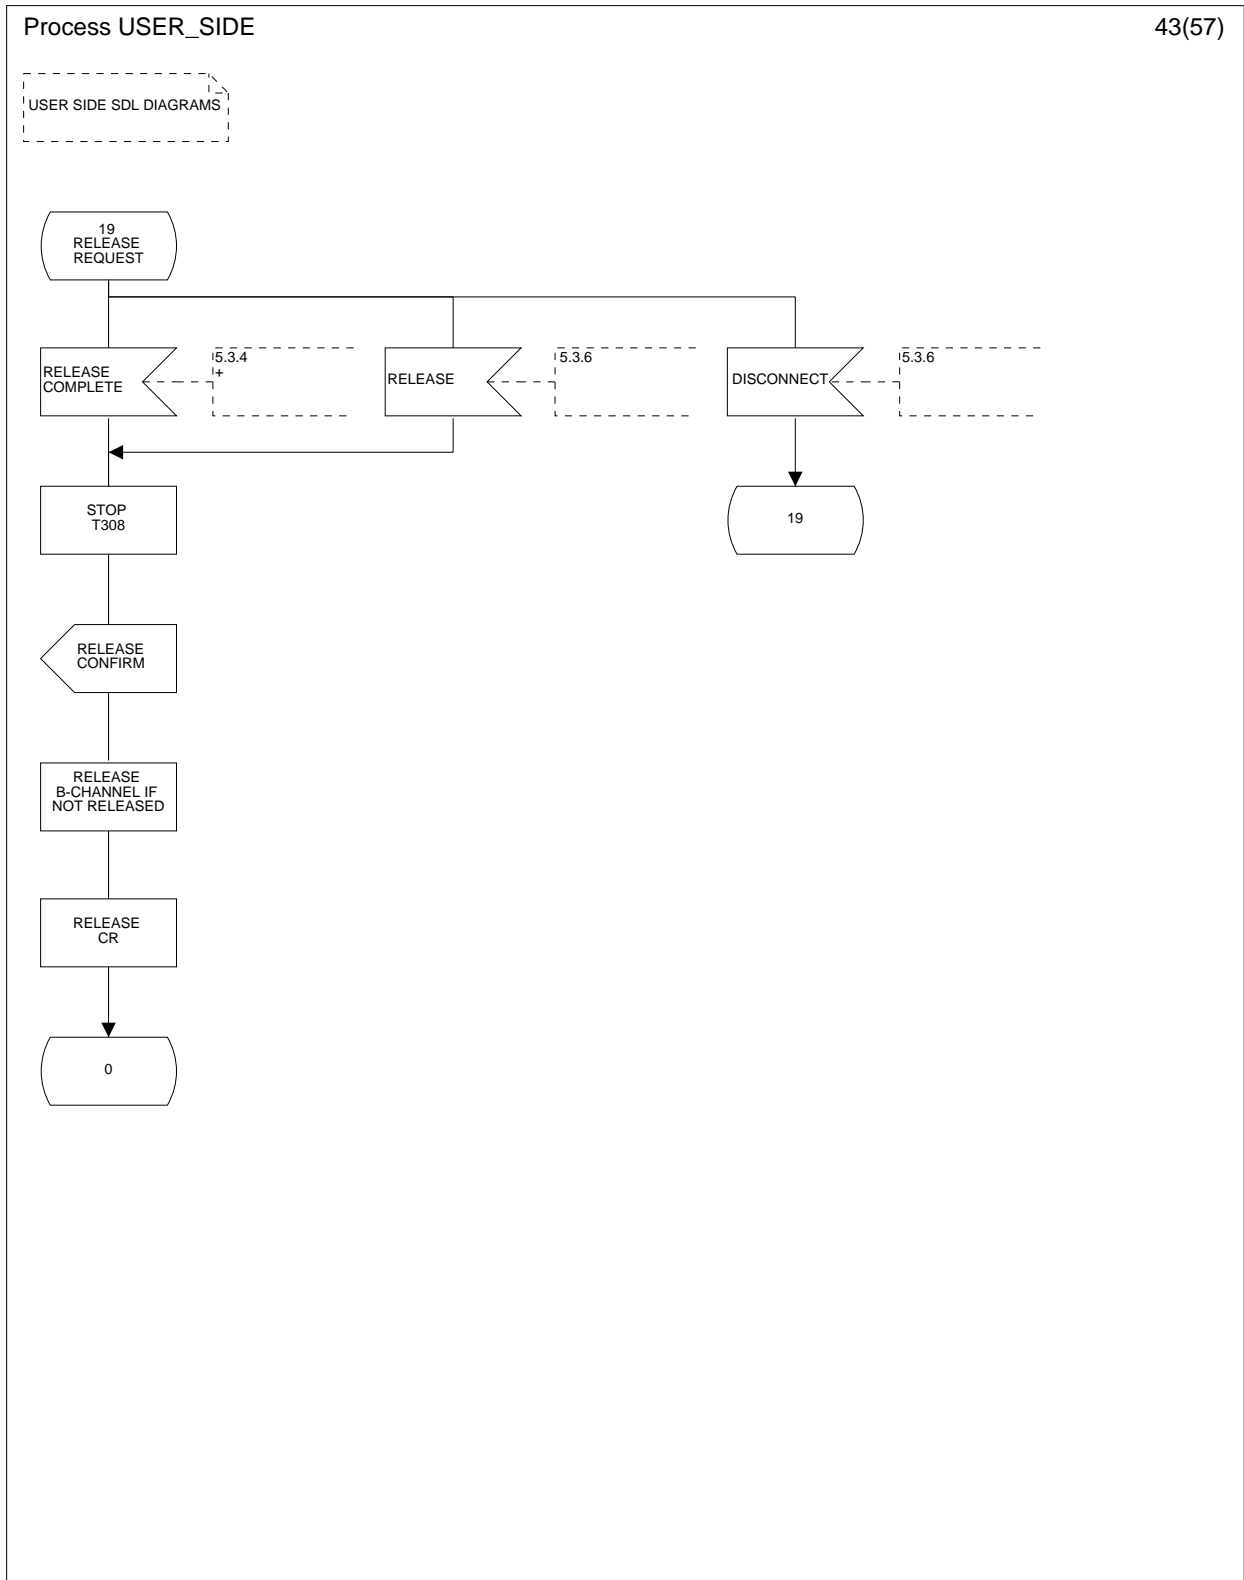 Process USER_SIDE
43(57)
USER SIDE SDL DIAGRAMS
19
RELEASE
REQUEST
RELEASE
COMPLETE
5.3.4
+
RELEASE
5.3.6
DISCONNECT
5.3.6
STOP
T308
19
RELEASE
CONFIRM
RELEASE
B-CHANNEL IF
NOT RELEASED
RELEASE
CR
0